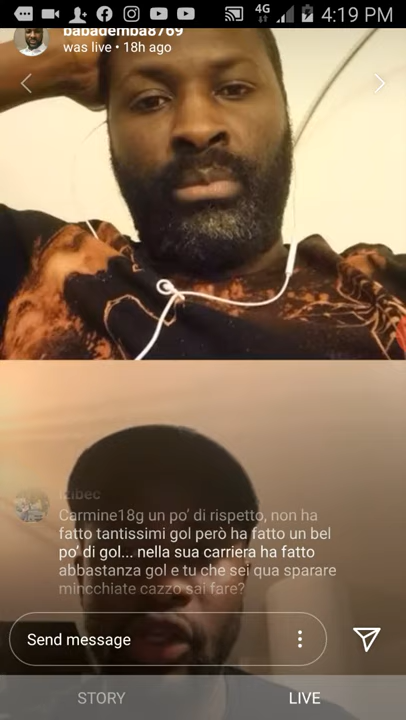 4G
4:19 PM
babademba8769
was live • 18h ago
izibec
Carmine18g un po' di rispetto, non ha
fatto tantissimi gol però ha fatto un bel
po' di gol... nella sua carriera ha fatto
abbastanza gol e tu che sei qua sparare
minchiate cazzo sai fare?
Send message
STORY
LIVE